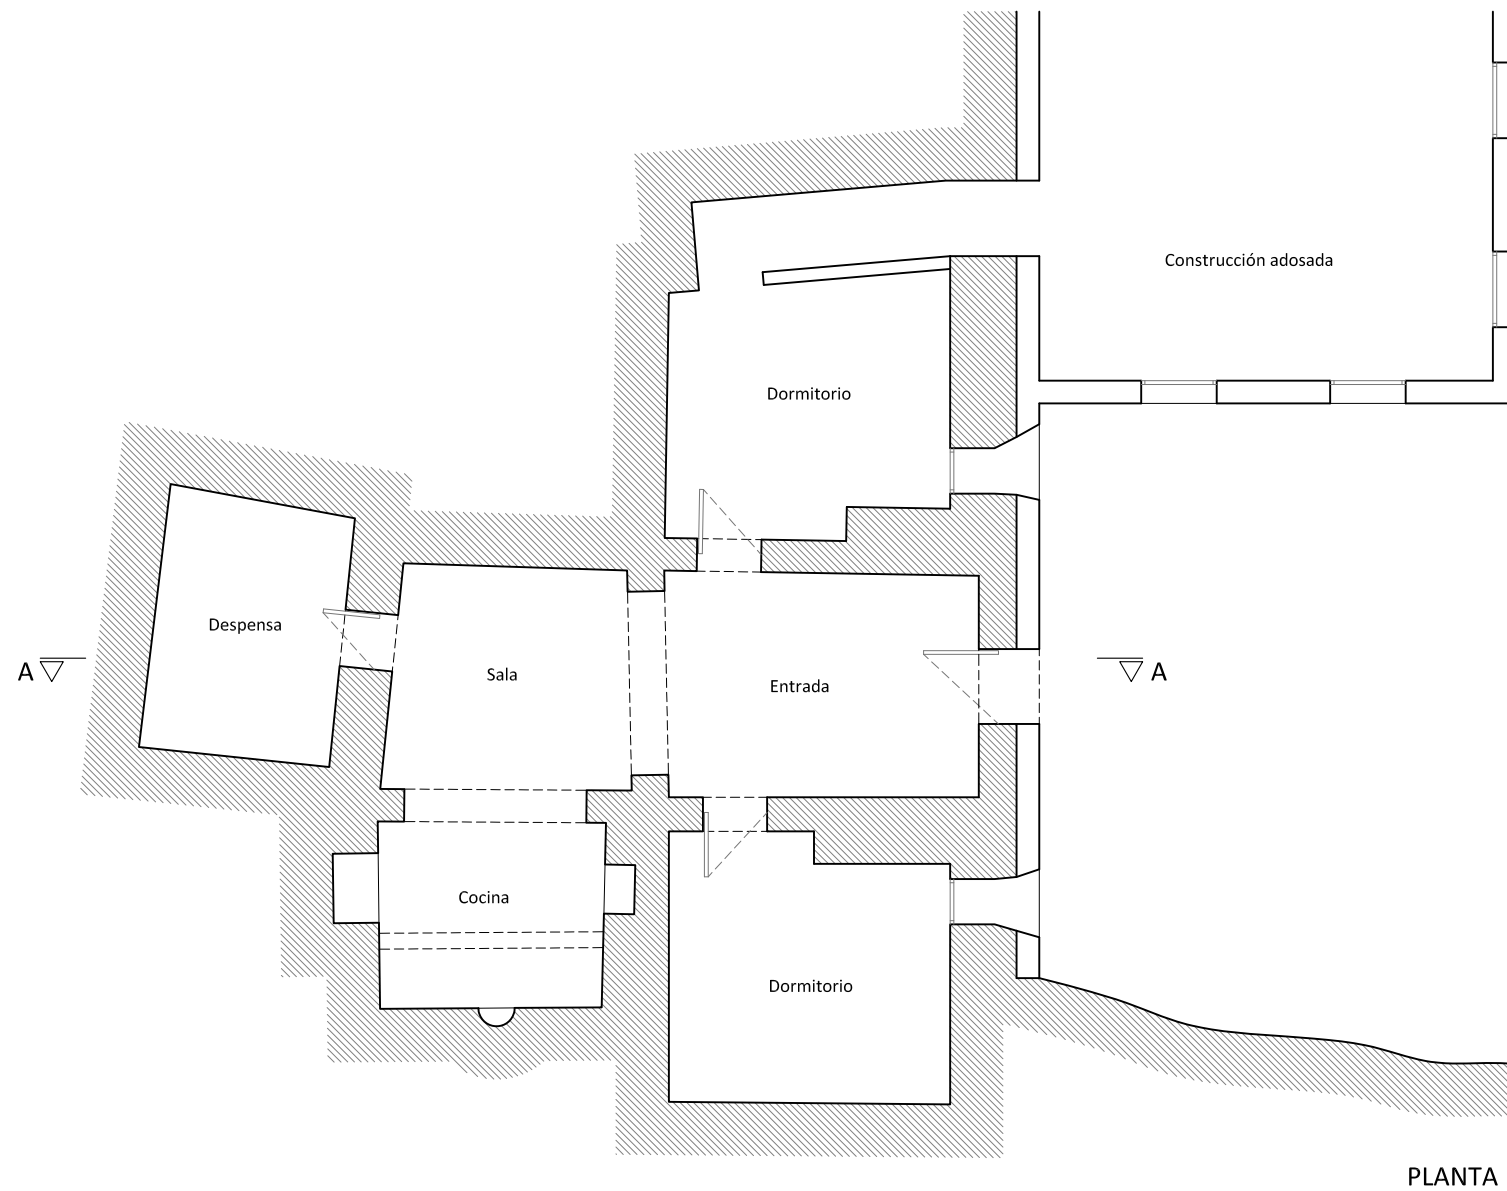 Construcción adosada
Dormitorio
Despensa
A
Sala
Entrada
A
Cocina
Dormitorio
PLANTA